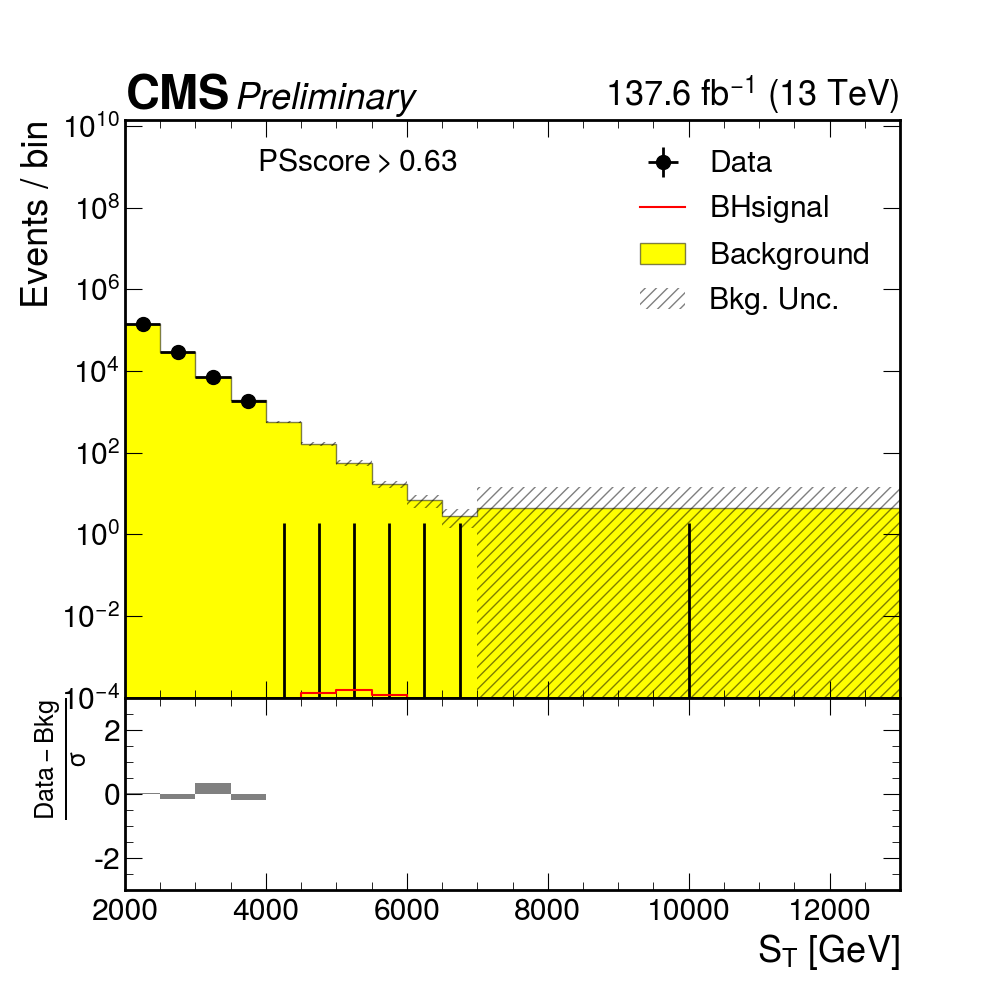 CMS Preliminary 137.6 fb⁻¹ (13 TeV)
Events / bin
PSscore > 0.63
Data
BHsignal
Background
Bkg. Unc.
10¹⁰
10⁸
10⁶
10⁴
10²
10⁰
10⁻²
10⁻⁴
Data − Bkg
σ
2
0
-2
2000 4000 6000 8000 10000 12000
S_T [GeV]